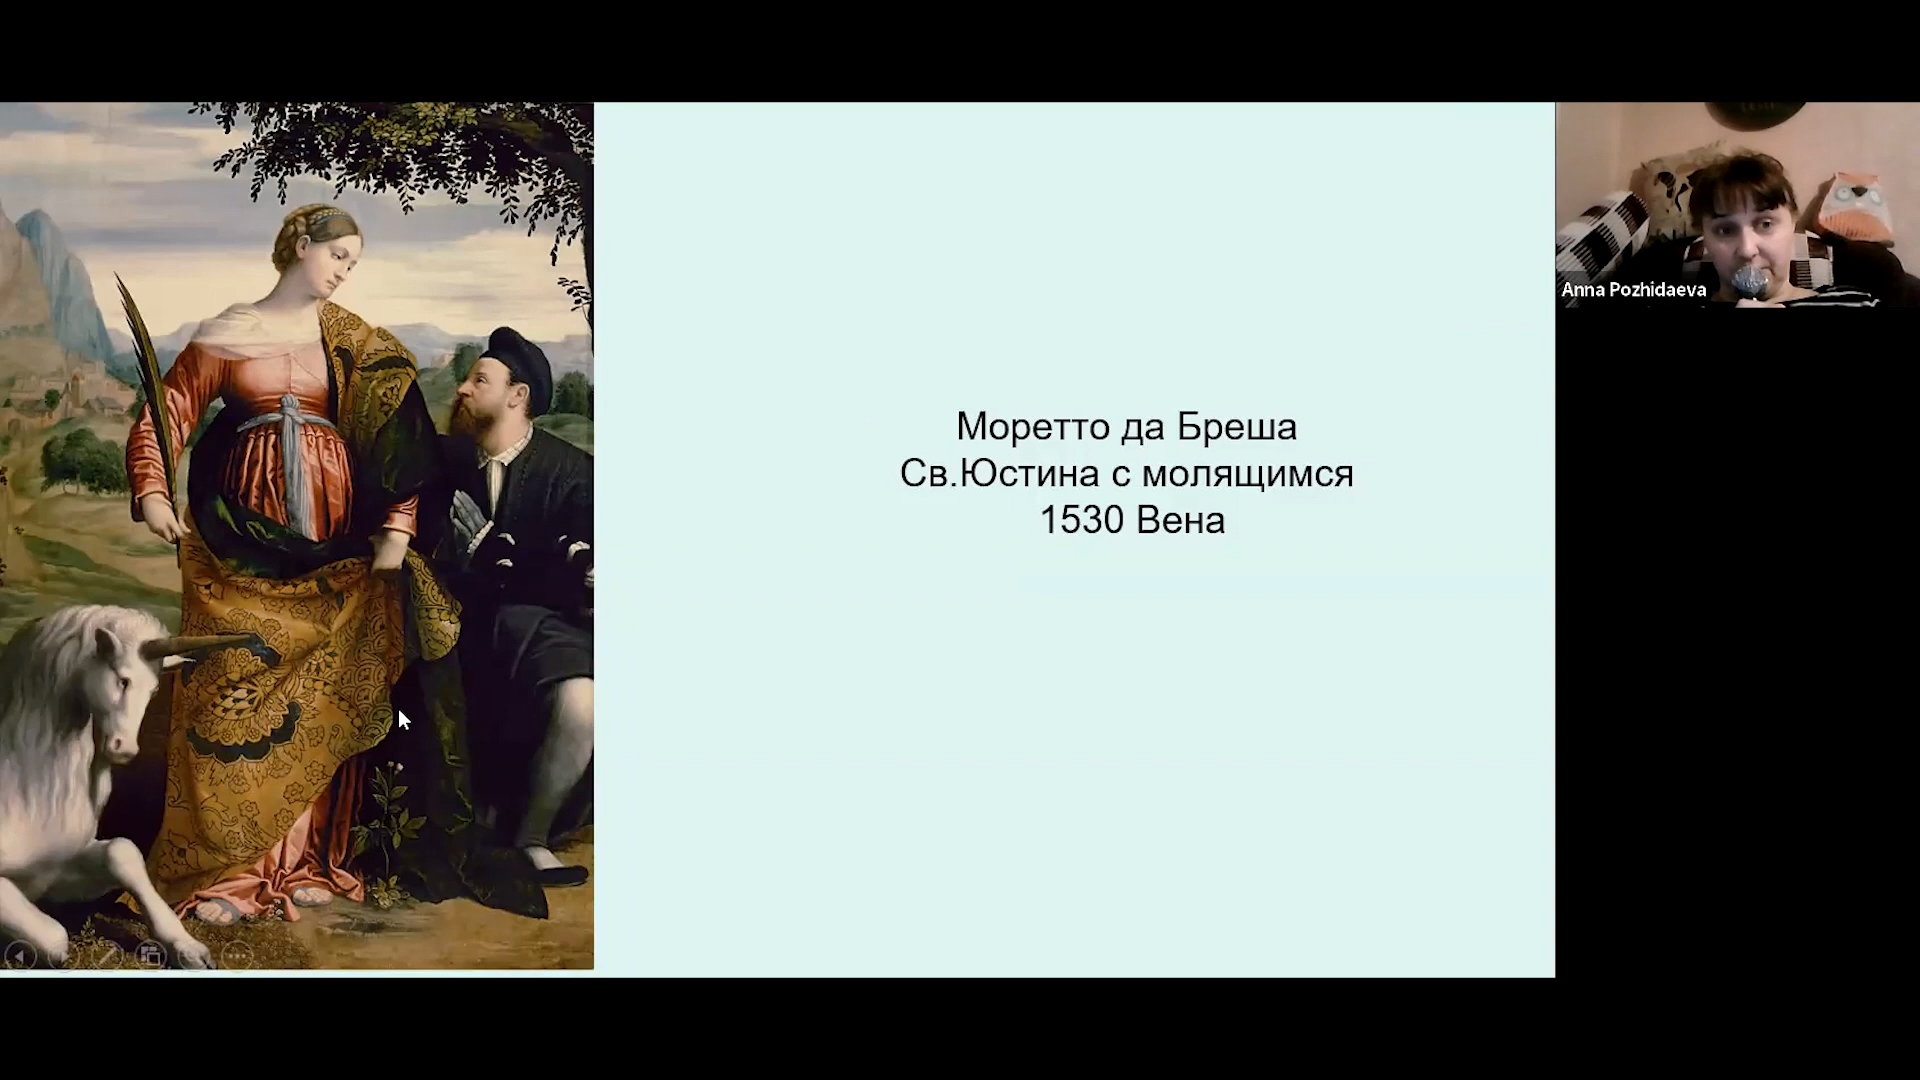 Моретто да Бреша
Св.Юстина с молящимся
1530 Вена
Anna Pozhidaeva